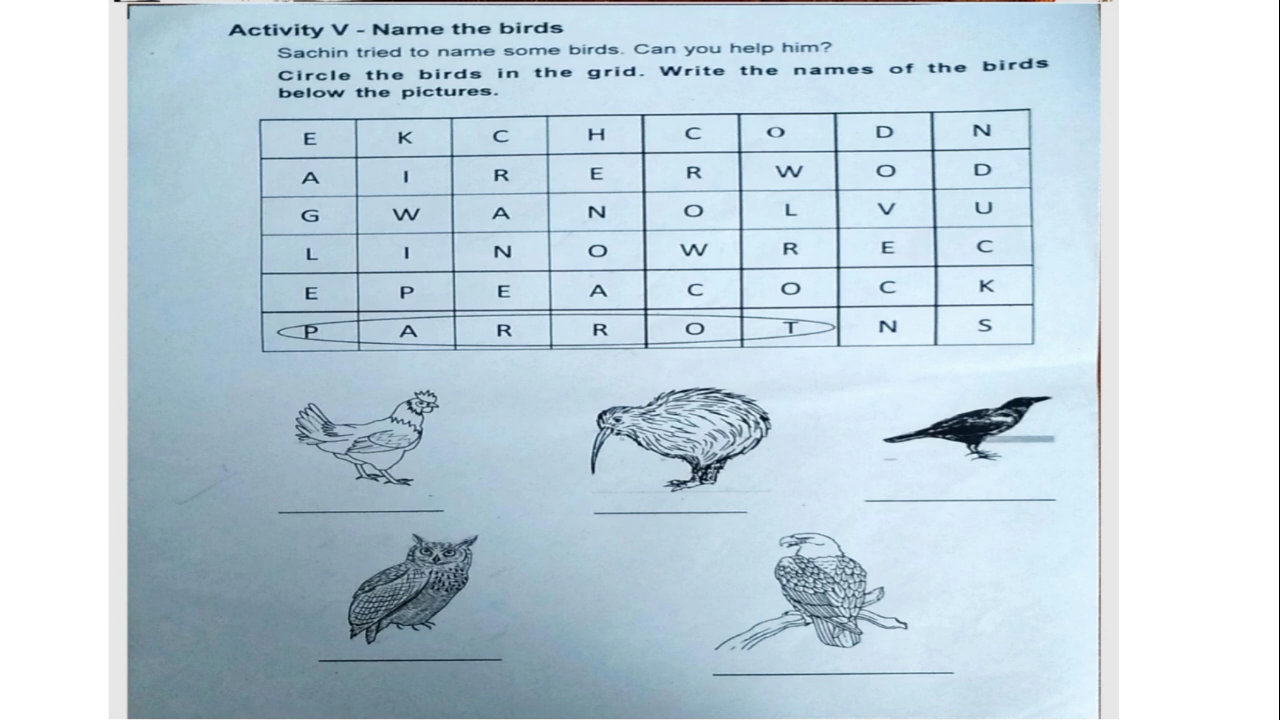 Activity V - Name the birds
Sachin tried to name some birds. Can you help him?
Circle the birds in the grid. Write the names of the birds
below the pictures.
E K C H C O D N
A I R E R W O D
G W A N O L V U
L I N O W R E C
E P E A C O C K
P A R R O T N S